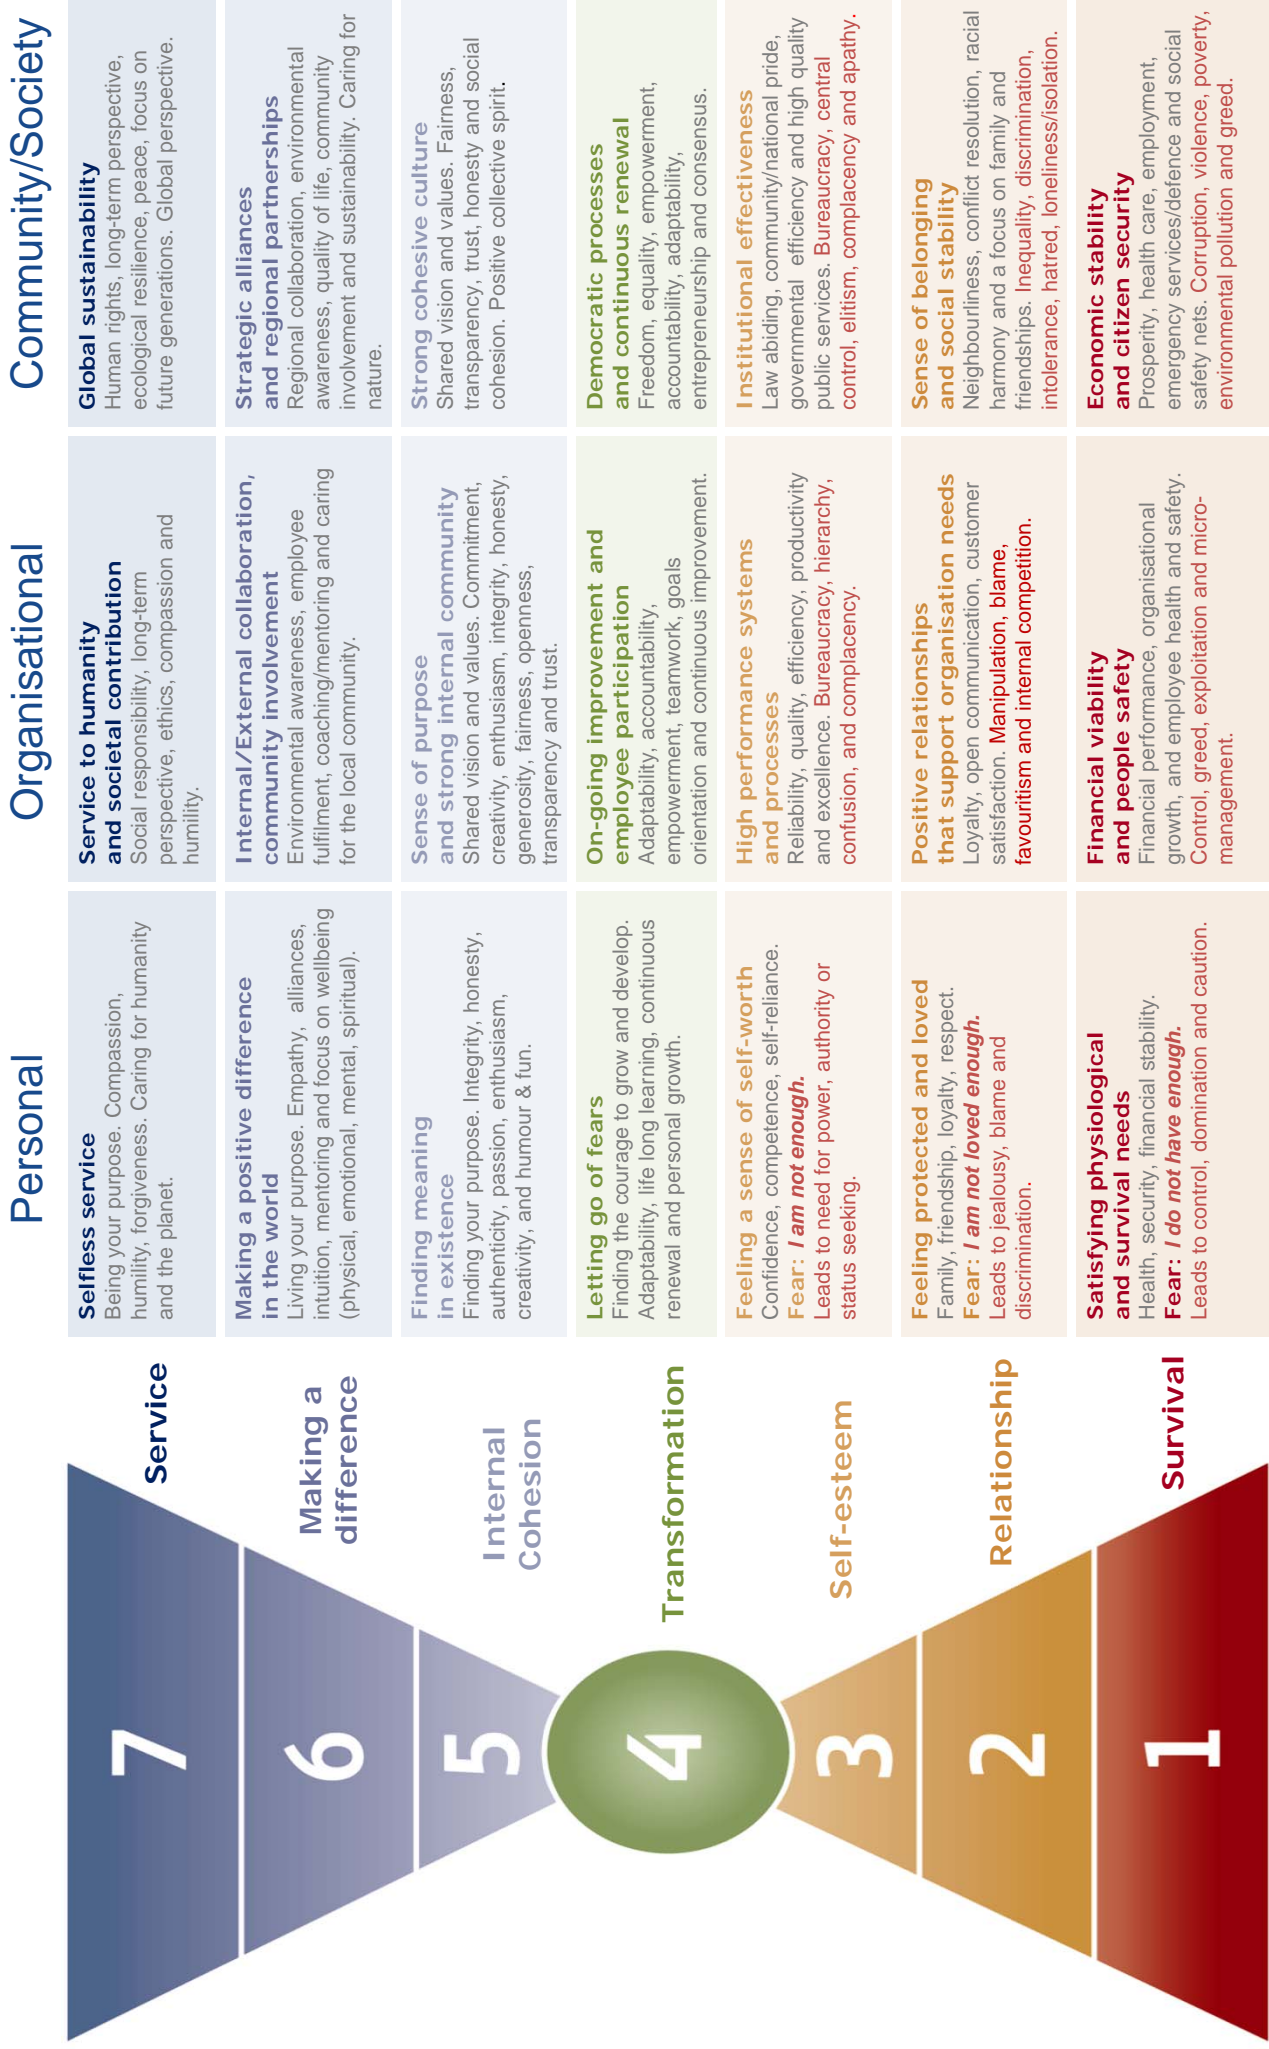 Personal
Organisational
Community/Society
7
Service
Selfless service
Being your purpose. Compassion,
humility, forgiveness. Caring for humanity
and the planet.
Service to humanity
and societal contribution
Social responsibility, long-term
perspective, ethics, compassion and
humility.
Global sustainability
Human rights, long-term perspective,
ecological resilience, peace, focus on
future generations. Global perspective.
6
Making a
difference
Making a positive difference
in the world
Living your purpose. Empathy, alliances,
intuition, mentoring and focus on wellbeing
(physical, emotional, mental, spiritual).
Internal/External collaboration,
community involvement
Environmental awareness, employee
fulfilment, coaching/mentoring and caring
for the local community.
Strategic alliances
and regional partnerships
Regional collaboration, environmental
awareness, quality of life, community
involvement and sustainability. Caring for
nature.
5
Internal
Cohesion
Finding meaning
in existence
Finding your purpose. Integrity, honesty,
authenticity, passion, enthusiasm,
creativity, and humour & fun.
Sense of purpose
and strong internal community
Shared vision and values. Commitment,
creativity, enthusiasm, integrity, honesty,
generosity, fairness, openness,
transparency and trust.
Strong cohesive culture
Shared vision and values. Fairness,
transparency, trust, honesty and social
cohesion. Positive collective spirit.
4
Transformation
Letting go of fears
Finding the courage to grow and develop.
Adaptability, life long learning, continuous
renewal and personal growth.
On-going improvement and
employee participation
Adaptability, accountability,
empowerment, teamwork, goals
orientation and continuous improvement.
Democratic processes
and continuous renewal
Freedom, equality, empowerment,
accountability, adaptability,
entrepreneurship and consensus.
3
Self-esteem
Feeling a sense of self-worth
Confidence, competence, self-reliance.
Fear: I am not enough.
Leads to need for power, authority or
status seeking.
High performance systems
and processes
Reliability, quality, efficiency, productivity
and excellence. Bureaucracy, hierarchy,
confusion, and complacency.
Institutional effectiveness
Law abiding, community/national pride,
governmental efficiency and high quality
public services. Bureaucracy, central
control, elitism, complacency and apathy.
2
Relationship
Feeling protected and loved
Family, friendship, loyalty, respect.
Fear: I am not loved enough.
Leads to jealousy, blame and
discrimination.
Positive relationships
that support organisation needs
Loyalty, open communication, customer
satisfaction. Manipulation, blame,
favouritism and internal competition.
Sense of belonging
and social stability
Neighbourliness, conflict resolution, racial
harmony and a focus on family and
friendships. Inequality, discrimination,
intolerance, hatred, loneliness/isolation.
1
Survival
Satisfying physiological
and survival needs
Health, security, financial stability.
Fear: I do not have enough.
Leads to control, domination and caution.
Financial viability
and people safety
Financial performance, organisational
growth, and employee health and safety.
Control, greed, exploitation and micro-
management.
Economic stability
and citizen security
Prosperity, health care, employment,
emergency services/defence and social
safety nets. Corruption, violence, poverty,
environmental pollution and greed.